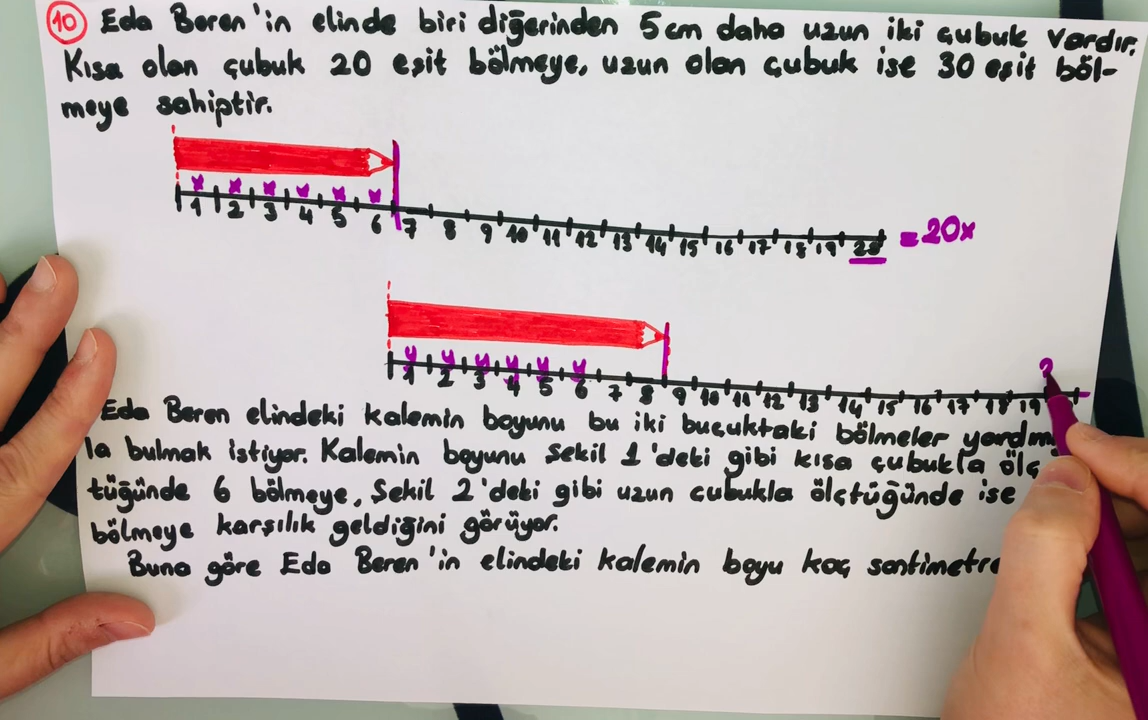 10 Eda Beren'in elinde biri diğerinden 5 cm daha uzun iki çubuk vardır.
Kısa olan çubuk 20 eşit bölmeye, uzun olan çubuk ise 30 eşit böl-
meye sahiptir.
x x x x x x
1 2 3 4 5 6 7 8 9 10 11 12 13 14 15 16 17 18 19 20 = 20x
y y y y y y
1 2 3 4 5 6 7 8 9 10 11 12 13 14 15 16 17 18 19
Eda Beren elindeki kalemin boyunu bu iki bucuktaki bölmeler yardım
la bulmak istiyor. Kalemin boyunu Şekil 1'deki gibi kısa çubukla ölç
tüğünde 6 bölmeye, Şekil 2'deki gibi uzun çubukla ölçtüğünde ise
bölmeye karşılık geldiğini görüyor.
Buna göre Eda Beren'in elindeki kalemin boyu kaç santimetre